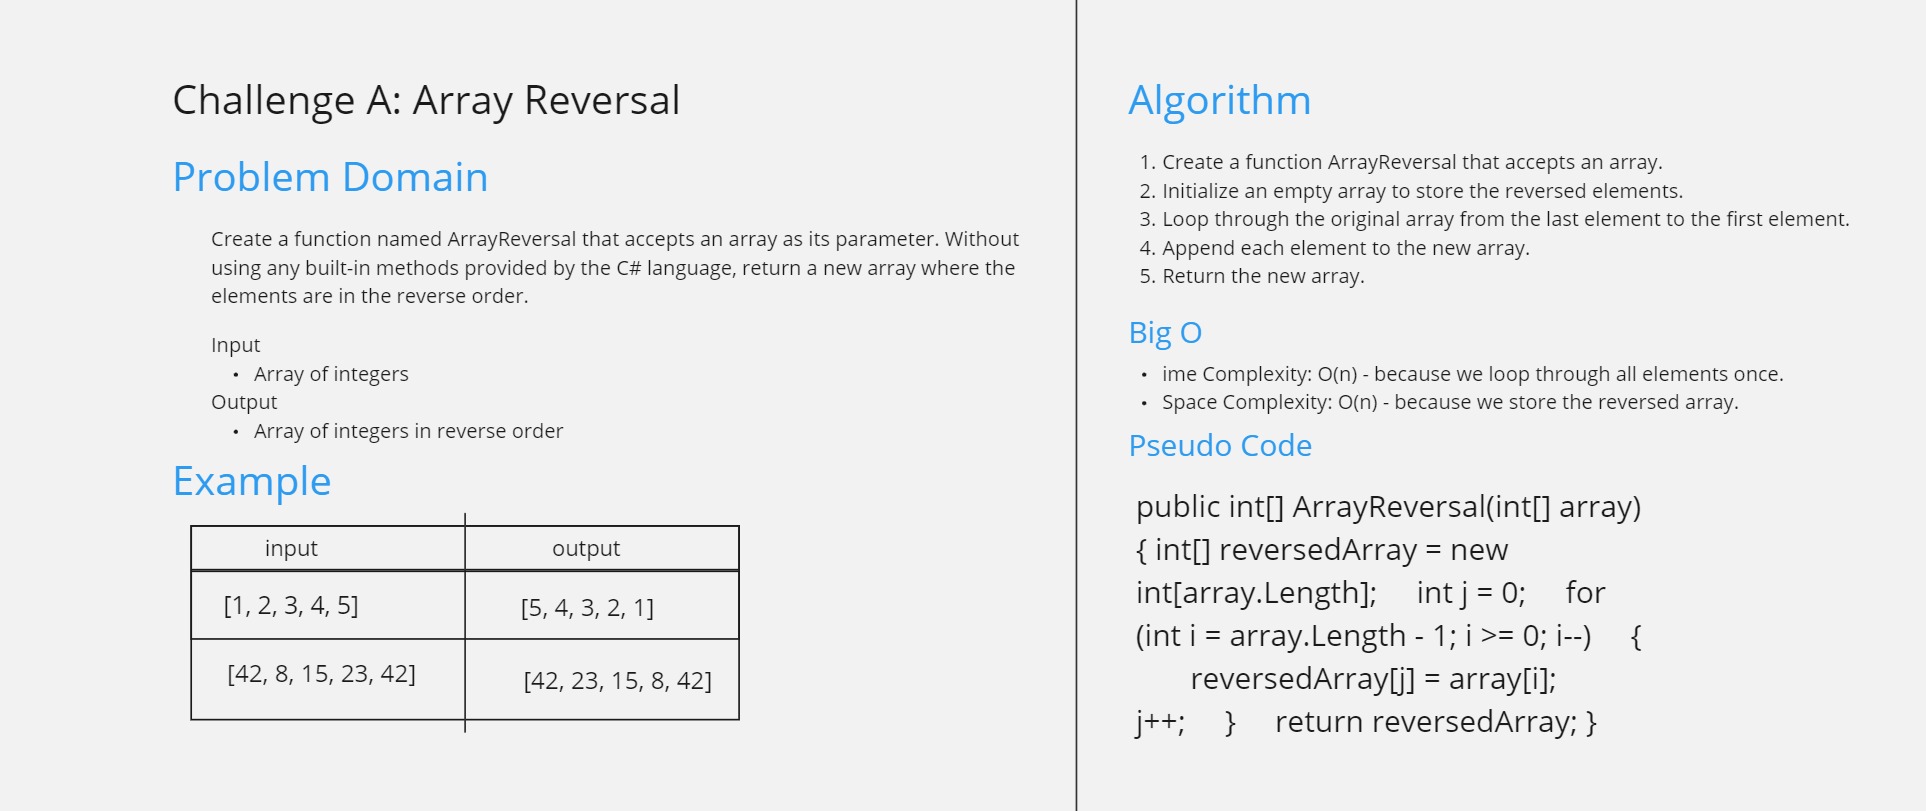 Challenge A: Array Reversal
Problem Domain
Create a function named ArrayReversal that accepts an array as its parameter. Without
using any built-in methods provided by the C# language, return a new array where the
elements are in the reverse order.
Input
• Array of integers
Output
• Array of integers in reverse order
Example
input output
[1, 2, 3, 4, 5] [5, 4, 3, 2, 1]
[42, 8, 15, 23, 42] [42, 23, 15, 8, 42]
Algorithm
1. Create a function ArrayReversal that accepts an array.
2. Initialize an empty array to store the reversed elements.
3. Loop through the original array from the last element to the first element.
4. Append each element to the new array.
5. Return the new array.
Big O
• ime Complexity: O(n) - because we loop through all elements once.
• Space Complexity: O(n) - because we store the reversed array.
Pseudo Code
public int[] ArrayReversal(int[] array)
{ int[] reversedArray = new
int[array.Length]; int j = 0; for
(int i = array.Length - 1; i >= 0; i--) {
reversedArray[j] = array[i];
j++; } return reversedArray; }